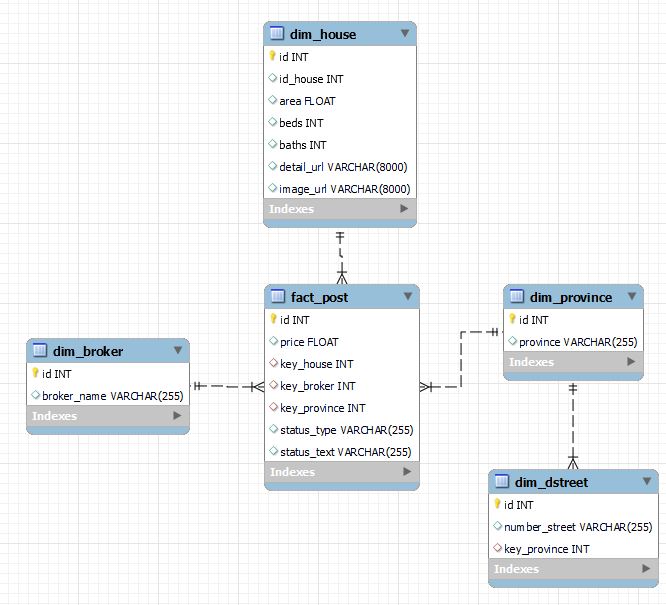 dim_house
id INT
id_house INT
area FLOAT
beds INT
baths INT
detail_url VARCHAR(8000)
image_url VARCHAR(8000)
Indexes
fact_post
id INT
price FLOAT
key_house INT
key_broker INT
key_province INT
status_type VARCHAR(255)
status_text VARCHAR(255)
Indexes
dim_broker
id INT
broker_name VARCHAR(255)
Indexes
dim_province
id INT
province VARCHAR(255)
Indexes
dim_dstreet
id INT
number_street VARCHAR(255)
key_province INT
Indexes